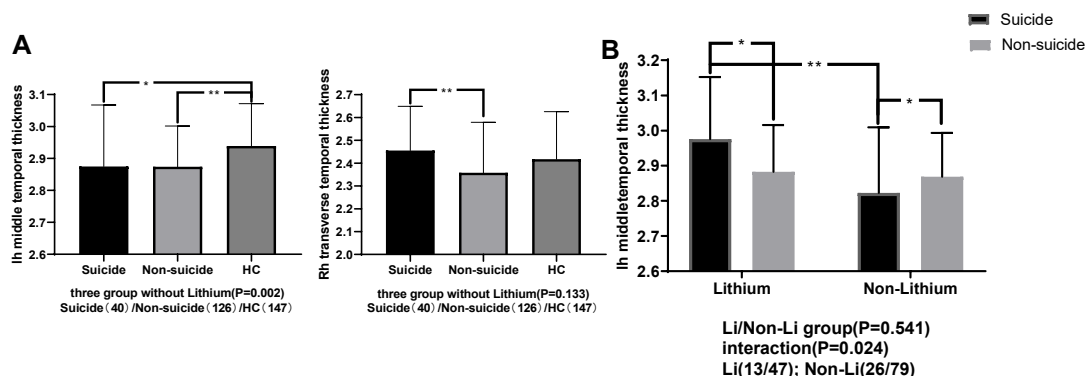 A
lh middle temporal thickness
3.1
3.0
2.9
2.8
2.7
2.6
*
**
Suicide Non-suicide HC
three group without Lithium(P=0.002)
Suicide（40）/Non-suicide（126）/HC（147）
Rh transverse temporal thickness
2.7
2.6
2.5
2.4
2.3
2.2
2.1
2.0
**
Suicide Non-suicide HC
three group without Lithium(P=0.133)
Suicide（40）/Non-suicide（126）/HC（147）
B
Suicide
Non-suicide
lh middletemporal thickness
3.2
3.1
3.0
2.9
2.8
2.7
2.6
*
**
*
Lithium Non-Lithium
Li/Non-Li group(P=0.541)
interaction(P=0.024)
Li(13/47); Non-Li(26/79)